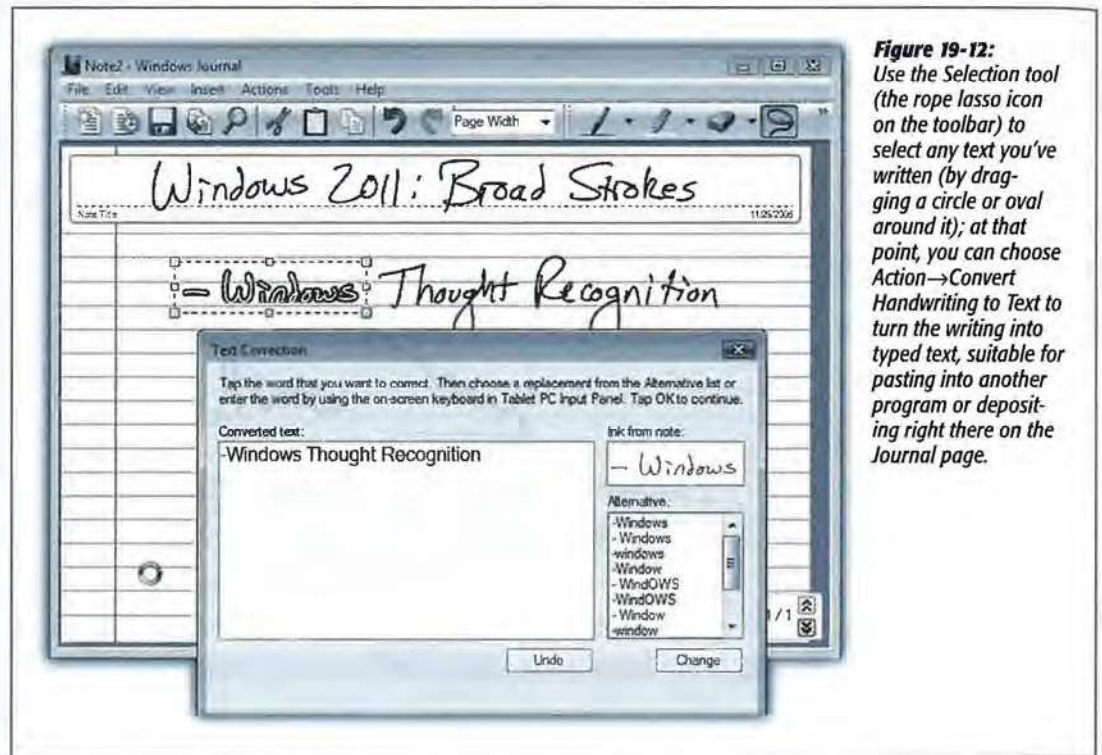 Note2 - Windows Journal
File Edit View Insert Actions Tools Help
Page Width
Windows 2011: Broad Strokes
Note Title
11/25/2006
- Windows Thought Recognition
Text Correction
Tap the word that you want to correct. Then choose a replacement from the Alternative list or
enter the word by using the on-screen keyboard in Tablet PC Input Panel. Tap OK to continue.
Converted text:
-Windows Thought Recognition
Ink from note:
- Windows
Alternative:
-Windows
- Windows
-windows
-Window
- WindOWS
-WindOWS
- Window
-window
1/1
Undo
Change
Figure 19-12:
Use the Selection tool
(the rope lasso icon
on the toolbar) to
select any text you've
written (by drag-
ging a circle or oval
around it); at that
point, you can choose
Action→Convert
Handwriting to Text to
turn the writing into
typed text, suitable for
pasting into another
program or deposit-
ing right there on the
Journal page.